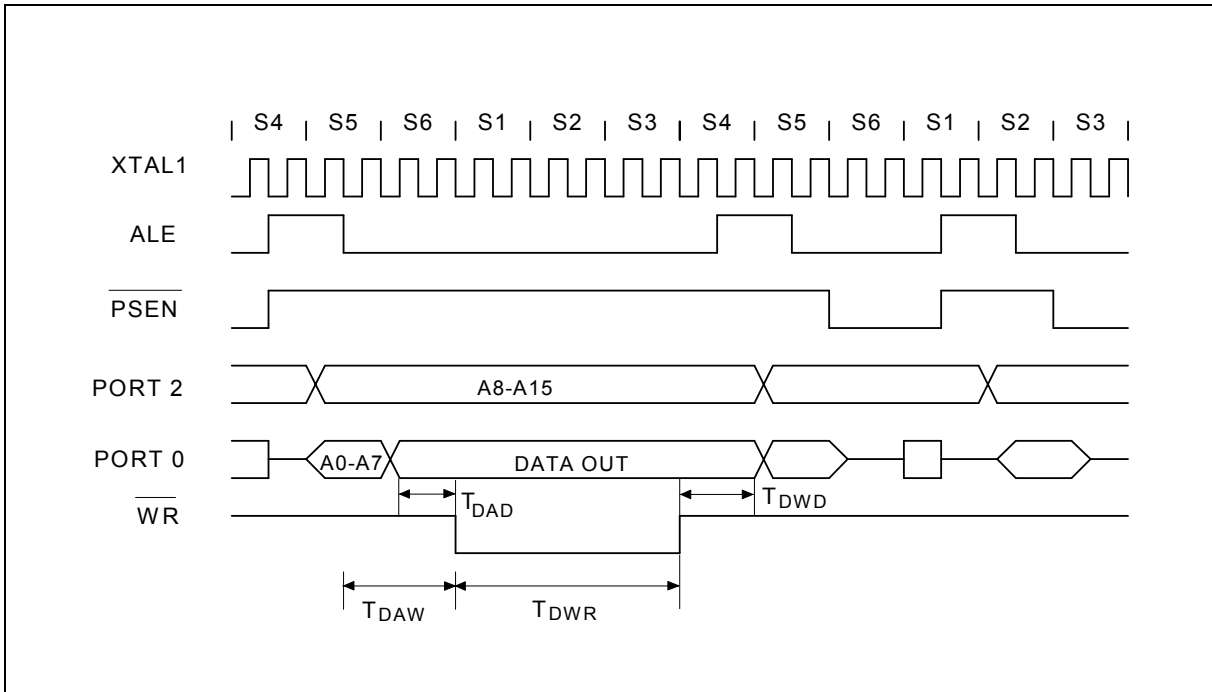 | S4 | S5 | S6 | S1 | S2 | S3 | S4 | S5 | S6 | S1 | S2 | S3 |
XTAL1
ALE
PSEN
PORT 2
A8-A15
PORT 0
A0-A7
DATA OUT
WR
TDAD
TDWD
TDAW
TDWR